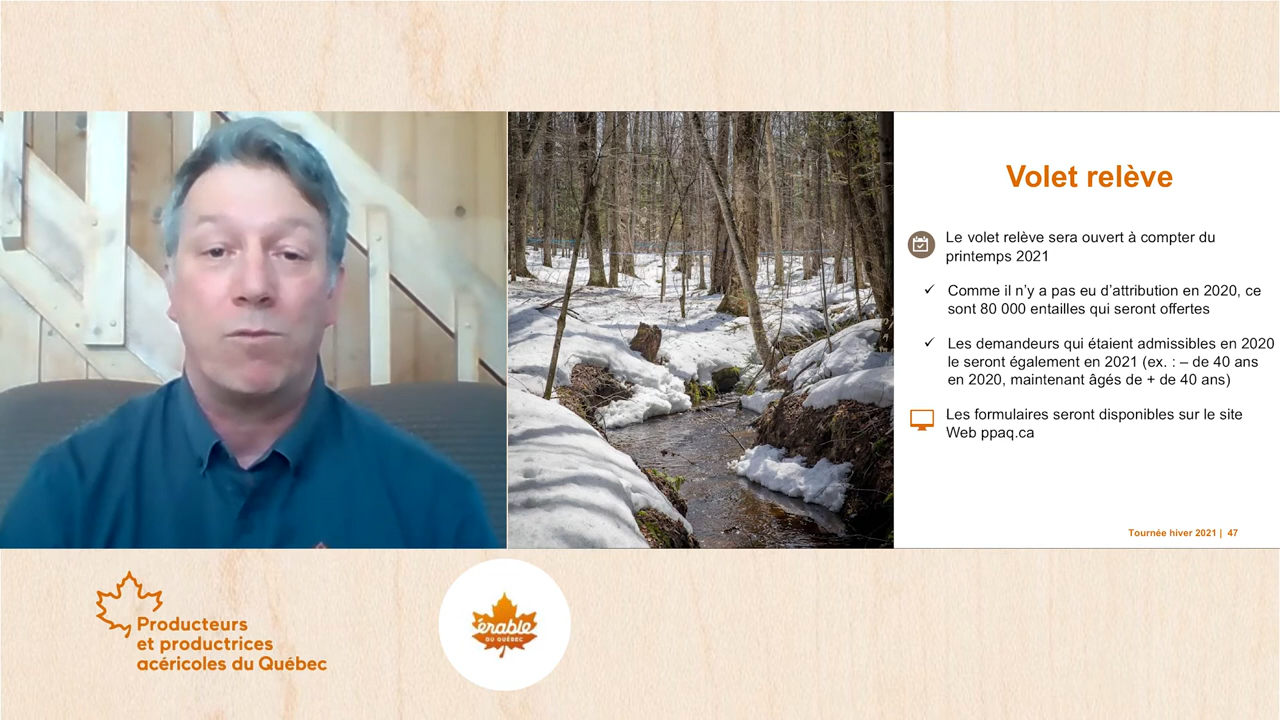 Volet relève
Le volet relève sera ouvert à compter du
printemps 2021
✓ Comme il n’y a pas eu d’attribution en 2020, ce
sont 80 000 entailles qui seront offertes
✓ Les demandeurs qui étaient admissibles en 2020
le seront également en 2021 (ex. : – de 40 ans
en 2020, maintenant âgés de + de 40 ans)
Les formulaires seront disponibles sur le site
Web ppaq.ca
Tournée hiver 2021 | 47
Producteurs
et productrices
acéricoles du Québec
érable
DU QUÉBEC